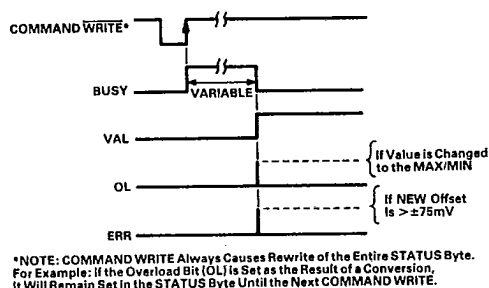 COMMAND WRITE*
BUSY
VARIABLE
VAL
If Value is Changed
to the MAX/MIN
OL
If NEW Offset
Is >±75mV
ERR
*NOTE: COMMAND WRITE Always Causes Rewrite of the Entire STATUS Byte.
For Example: If the Overload Bit (OL) is Set as the Result of a Conversion,
It Will Remain Set in the STATUS Byte Until the Next COMMAND WRITE.